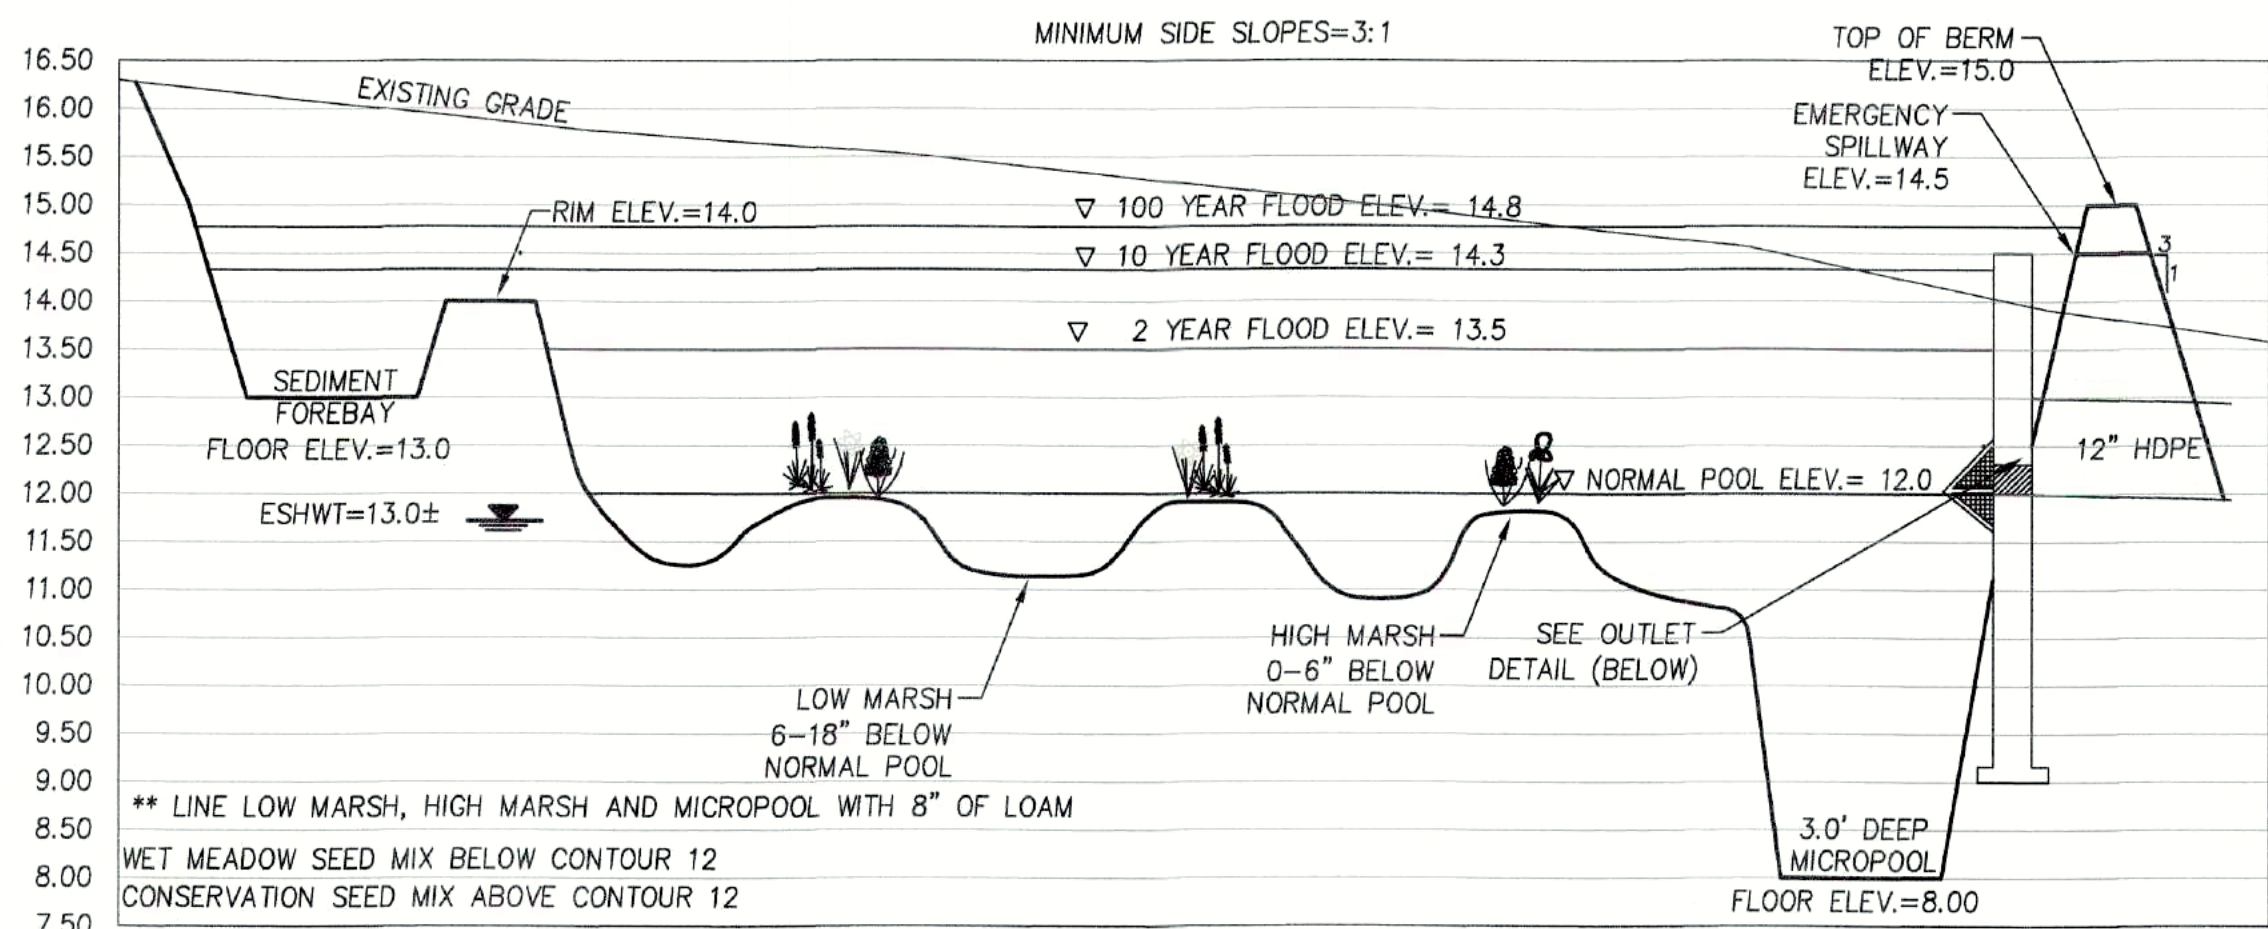 MINIMUM SIDE SLOPES=3:1
TOP OF BERM
ELEV.=15.0
EMERGENCY
SPILLWAY
ELEV.=14.5
16.50
16.00
15.50
15.00
14.50
14.00
13.50
13.00
12.50
12.00
11.50
11.00
10.50
10.00
9.50
9.00
8.50
8.00
7.50
EXISTING GRADE
RIM ELEV.=14.0
100 YEAR FLOOD ELEV.= 14.8
10 YEAR FLOOD ELEV.= 14.3
2 YEAR FLOOD ELEV.= 13.5
3
1
SEDIMENT
FOREBAY
FLOOR ELEV.=13.0
ESHWT=13.0±
12" HDPE
NORMAL POOL ELEV.= 12.0
LOW MARSH
6-18" BELOW
NORMAL POOL
HIGH MARSH
0-6" BELOW
NORMAL POOL
SEE OUTLET
DETAIL (BELOW)
** LINE LOW MARSH, HIGH MARSH AND MICROPOOL WITH 8" OF LOAM
WET MEADOW SEED MIX BELOW CONTOUR 12
CONSERVATION SEED MIX ABOVE CONTOUR 12
3.0' DEEP
MICROPOOL
FLOOR ELEV.=8.00